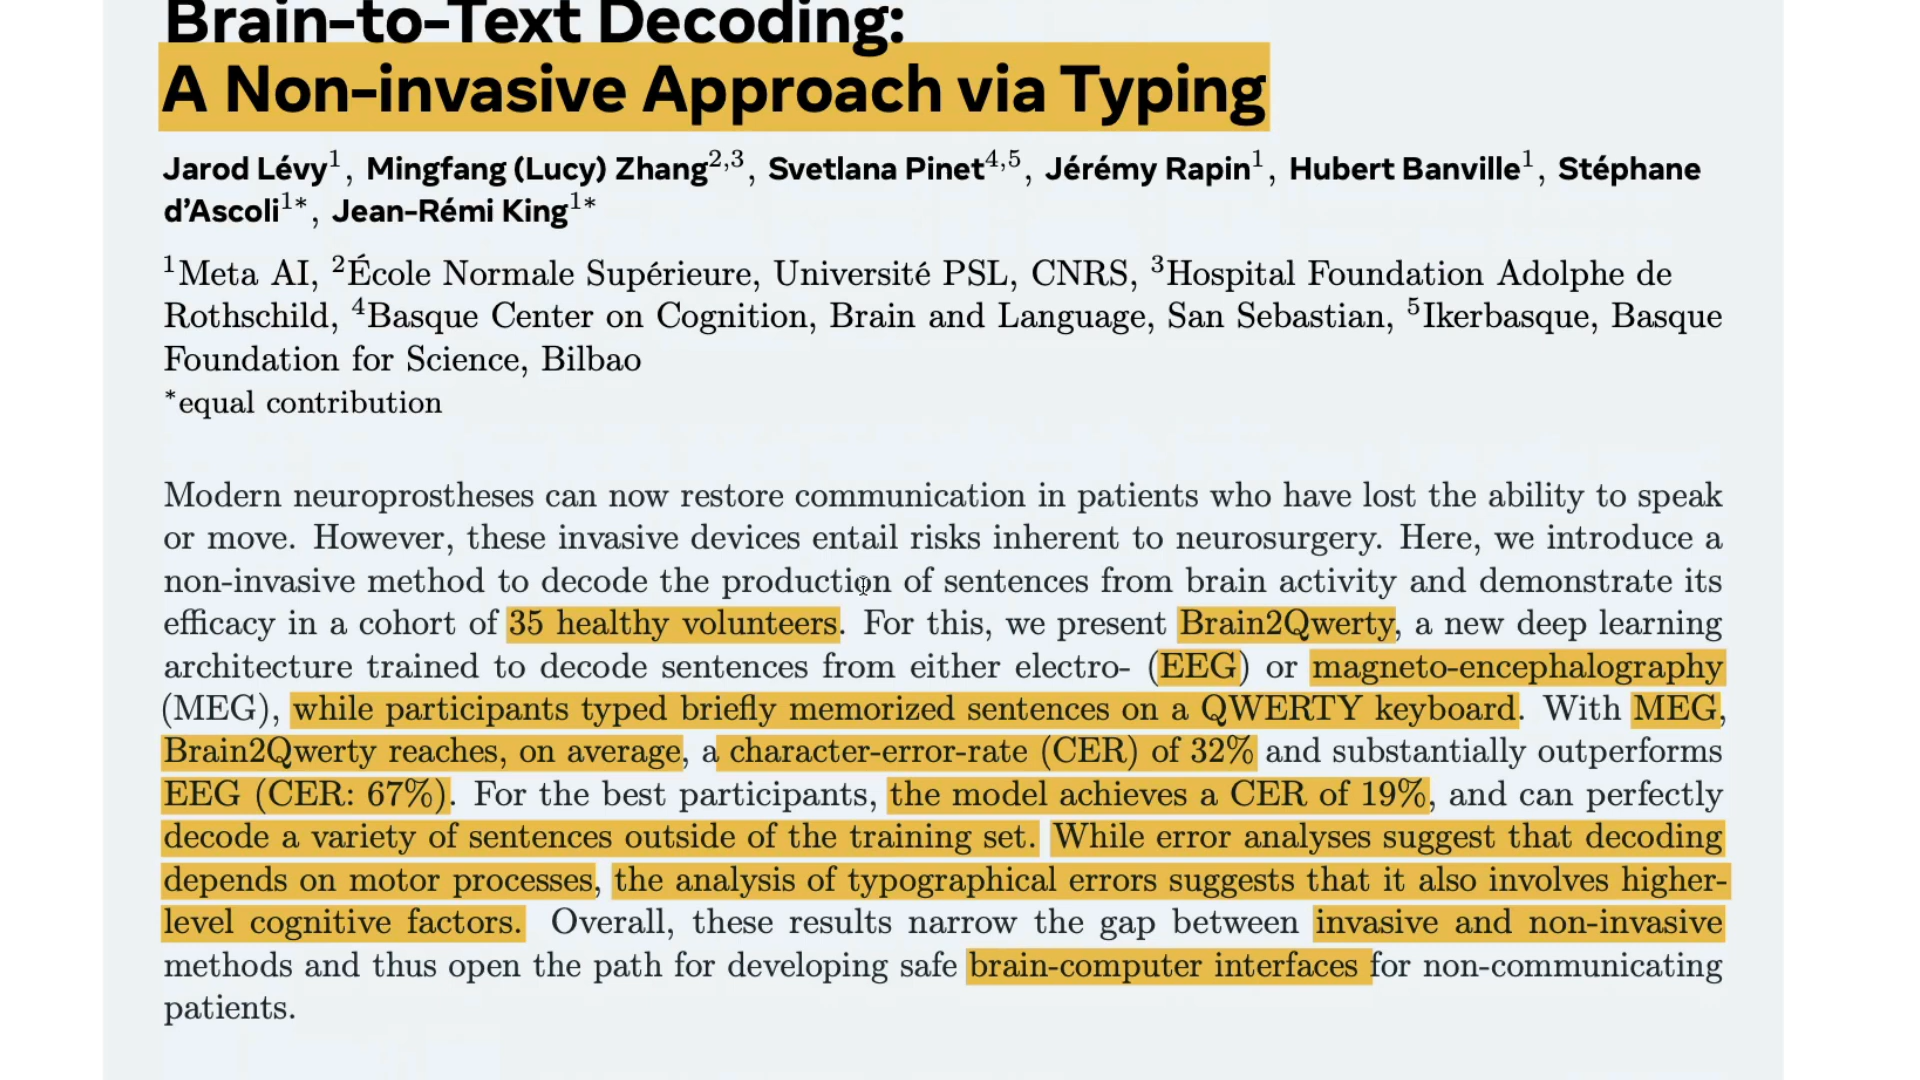 Brain-to-Text Decoding:
A Non-invasive Approach via Typing
Jarod Lévy1, Mingfang (Lucy) Zhang2,3, Svetlana Pinet4,5, Jérémy Rapin1, Hubert Banville1, Stéphane
d’Ascoli1*, Jean-Rémi King1*
1Meta AI, 2École Normale Supérieure, Université PSL, CNRS, 3Hospital Foundation Adolphe de
Rothschild, 4Basque Center on Cognition, Brain and Language, San Sebastian, 5Ikerbasque, Basque
Foundation for Science, Bilbao
*equal contribution
Modern neuroprostheses can now restore communication in patients who have lost the ability to speak
or move. However, these invasive devices entail risks inherent to neurosurgery. Here, we introduce a
non-invasive method to decode the production of sentences from brain activity and demonstrate its
efficacy in a cohort of 35 healthy volunteers. For this, we present Brain2Qwerty, a new deep learning
architecture trained to decode sentences from either electro- (EEG) or magneto-encephalography
(MEG), while participants typed briefly memorized sentences on a QWERTY keyboard. With MEG,
Brain2Qwerty reaches, on average, a character-error-rate (CER) of 32% and substantially outperforms
EEG (CER: 67%). For the best participants, the model achieves a CER of 19%, and can perfectly
decode a variety of sentences outside of the training set. While error analyses suggest that decoding
depends on motor processes, the analysis of typographical errors suggests that it also involves higher-
level cognitive factors. Overall, these results narrow the gap between invasive and non-invasive
methods and thus open the path for developing safe brain-computer interfaces for non-communicating
patients.